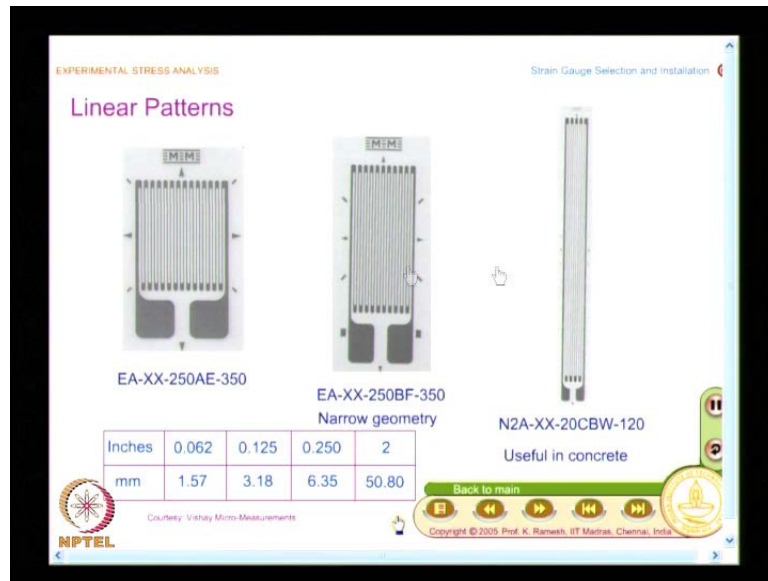 EXPERIMENTAL STRESS ANALYSIS
Strain Gauge Selection and Installation
Linear Patterns
M M
M M
EA-XX-250AE-350
EA-XX-250BF-350
Narrow geometry
N2A-XX-20CBW-120
Useful in concrete
Inches 0.062 0.125 0.250 2
mm 1.57 3.18 6.35 50.80
Back to main
Courtesy: Vishay Micro-Measurements
Copyright © 2005 Prof. K. Ramesh, IIT Madras, Chennai, India
NPTEL